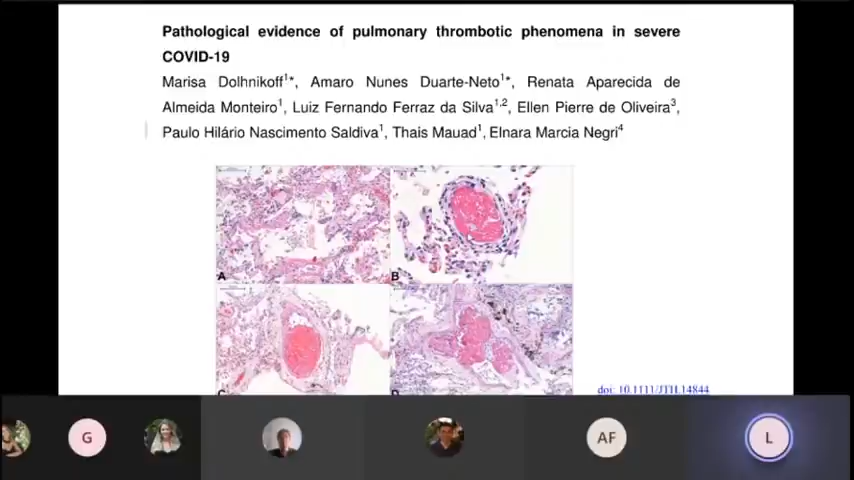 Pathological evidence of pulmonary thrombotic phenomena in severe
COVID-19
Marisa Dolhnikoff1*, Amaro Nunes Duarte-Neto1*, Renata Aparecida de
Almeida Monteiro1, Luiz Fernando Ferraz da Silva1,2, Ellen Pierre de Oliveira3,
Paulo Hilário Nascimento Saldiva1, Thais Mauad1, Elnara Marcia Negri4
A
B
C
D
doi: 10.1111/JTH.14844
G
AF
L